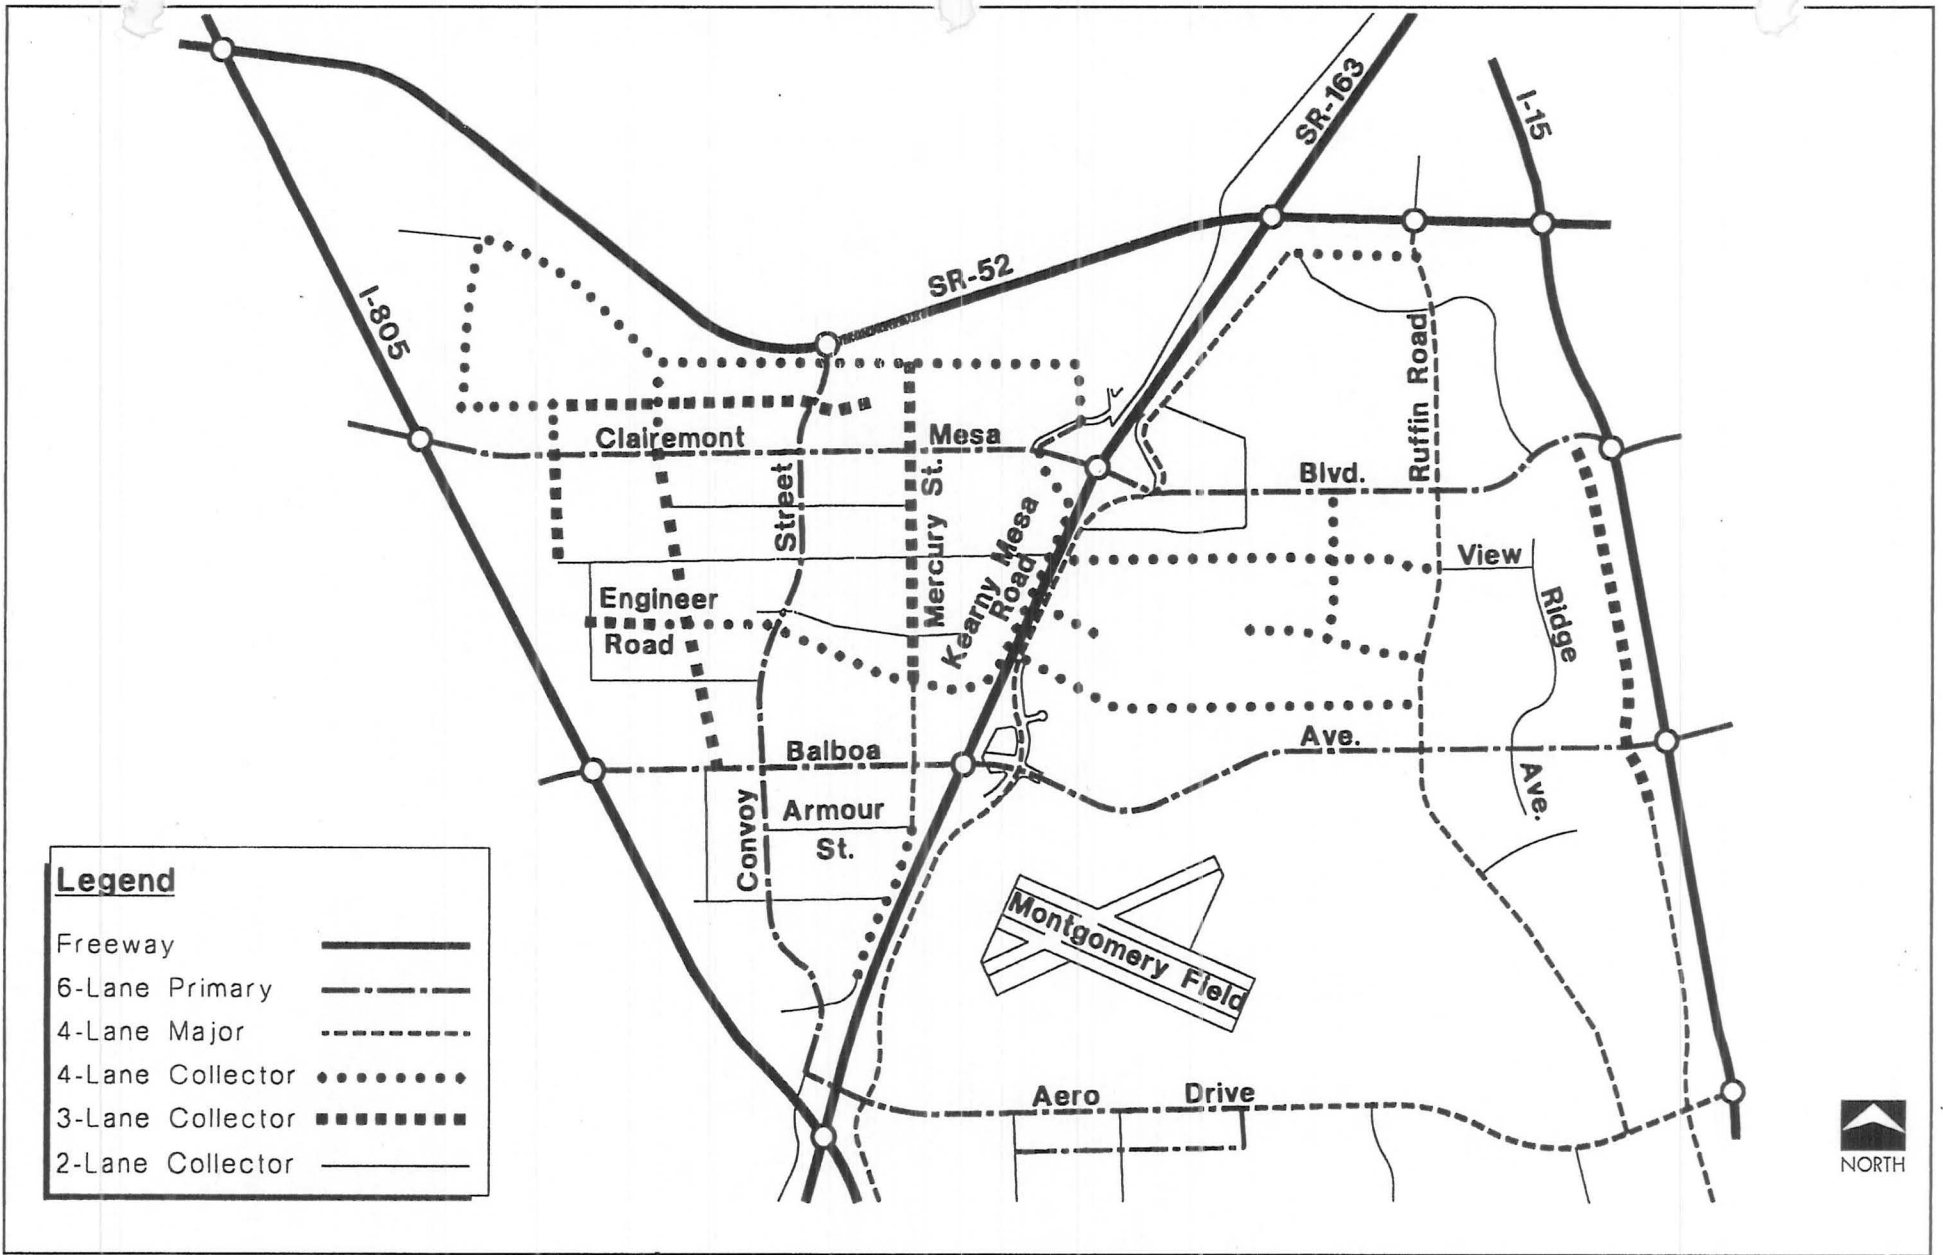 SR-163
I-15
SR-52
I-805
Ruffin Road
Clairemont
Mesa
Blvd.
Street
Mercury St.
Kearny Mesa
Road
View
Ridge
Engineer
Road
Balboa
Ave.
Ave.
Convoy
Armour
St.
Montgomery Field
Aero
Drive
Legend
Freeway
6-Lane Primary
4-Lane Major
4-Lane Collector
3-Lane Collector
2-Lane Collector
NORTH